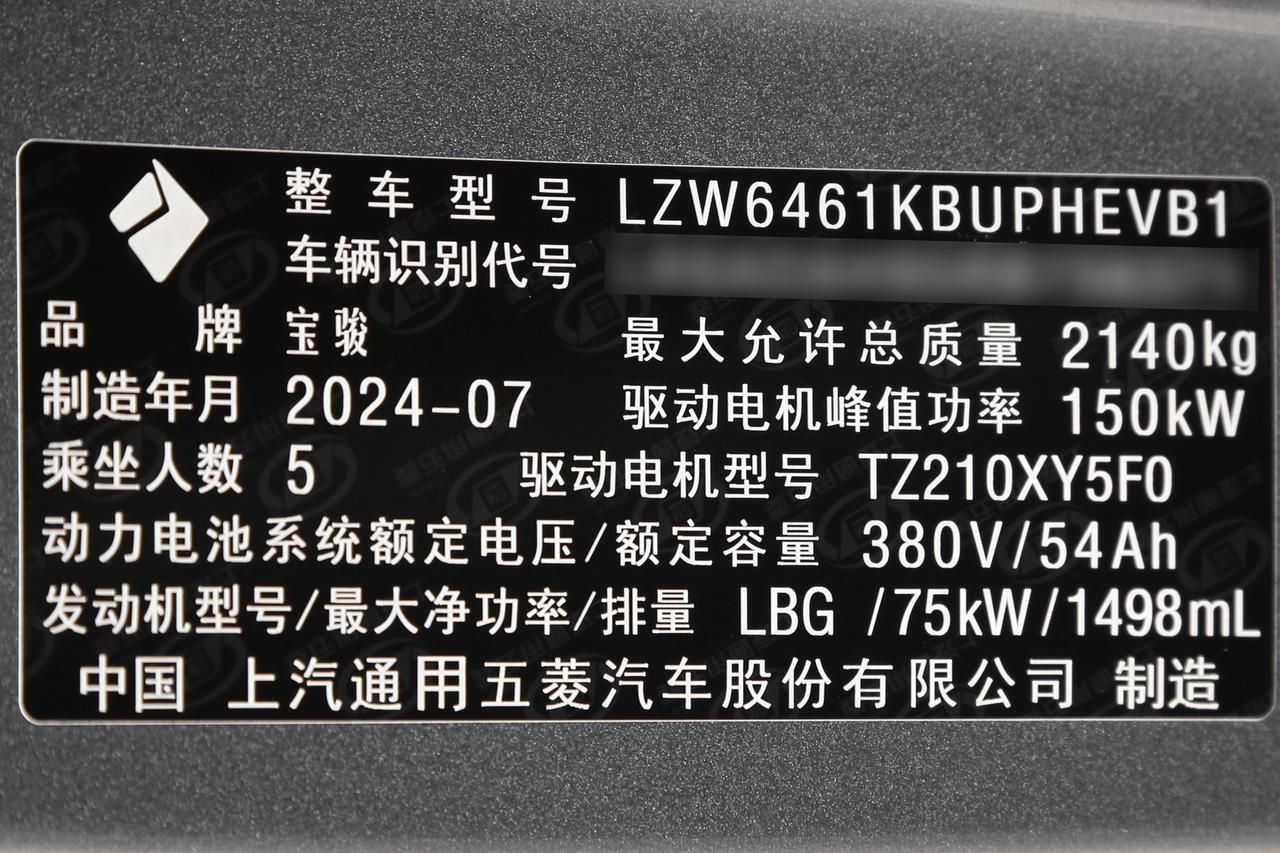 整车型号 LZW6461KBUPHEVB1
车辆识别代号
品牌 宝骏 最大允许总质量 2140kg
制造年月 2024-07 驱动电机峰值功率 150kW
乘坐人数 5 驱动电机型号 TZ210XY5F0
动力电池系统额定电压/额定容量 380V/54Ah
发动机型号/最大净功率/排量 LBG /75kW/1498mL
中国 上汽通用五菱汽车股份有限公司 制造